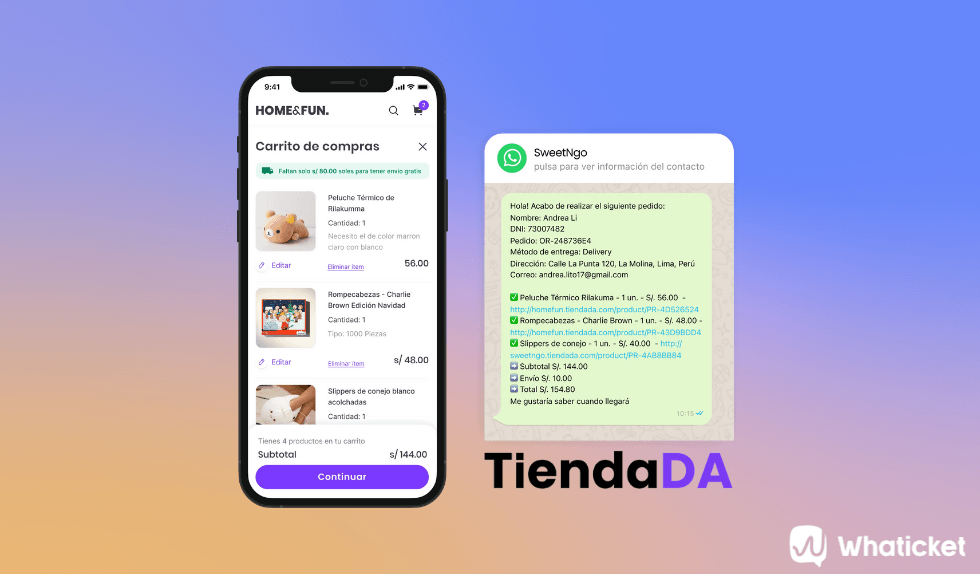 9:41
HOME&FUN.
2
Carrito de compras
Faltan solo s/ 80.00 soles para tener envío gratis
Peluche Térmico de
Rilakumma
Cantidad: 1
Necesito el de color marron
claro con blanco
Editar
Eliminar ítem
56.00
Rompecabezas - Charlie
Brown Edición Navidad
Cantidad: 1
Tipo: 1000 Piezas
Editar
Eliminar ítem
s/ 48.00
Slippers de conejo blanco
acolchadas
Cantidad: 1
Tienes 4 productos en tu carrito
Subtotal
s/ 144.00
Continuar
SweetNgo
pulsa para ver información del contacto
Hola! Acabo de realizar el siguiente pedido:
Nombre: Andrea Li
DNI: 73007482
Pedido: OR-248736E4
Método de entrega: Delivery
Dirección: Calle La Punta 120, La Molina, Lima, Perú
Correo: andrea.lito17@gmail.com
✅ Peluche Térmico Rilakuma - 1 un. - S/. 56.00 -
http://homefun.tiendada.com/product/PR-4D526524
✅ Rompecabezas - Charlie Brown - 1 un. - S/. 48.00 -
http://homefun.tiendada.com/product/PR-43D9BDD4
✅ Slippers de conejo - 1 un. - S/. 40.00 - http://
sweetngo.tiendada.com/product/PR-4AB8BB84
➡️ Subtotal S/. 144.00
➡️ Envío S/. 10.00
➡️ Total S/. 154.80
Me gustaría saber cuando llegará
10:15
TiendaDA
Whaticket